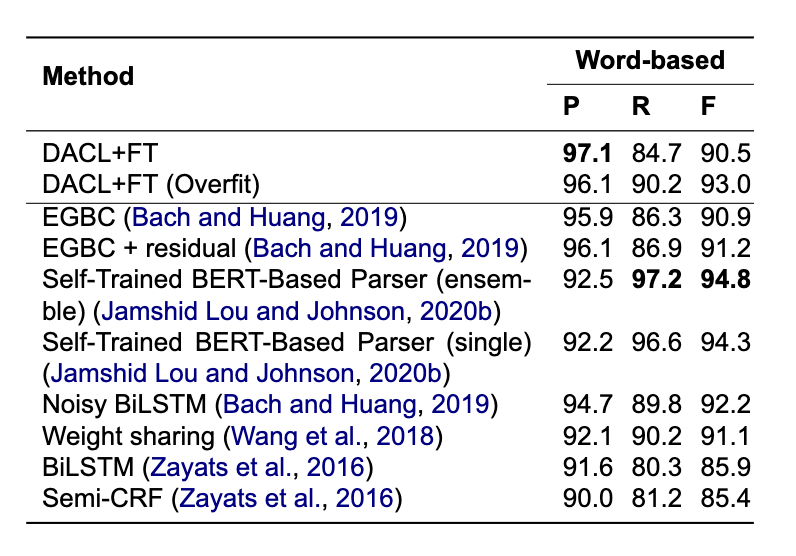 Method Word-based
P R F
DACL+FT 97.1 84.7 90.5
DACL+FT (Overfit) 96.1 90.2 93.0
EGBC (Bach and Huang, 2019) 95.9 86.3 90.9
EGBC + residual (Bach and Huang, 2019) 96.1 86.9 91.2
Self-Trained BERT-Based Parser (ensem- 92.5 97.2 94.8
ble) (Jamshid Lou and Johnson, 2020b)
Self-Trained BERT-Based Parser (single) 92.2 96.6 94.3
(Jamshid Lou and Johnson, 2020b)
Noisy BiLSTM (Bach and Huang, 2019) 94.7 89.8 92.2
Weight sharing (Wang et al., 2018) 92.1 90.2 91.1
BiLSTM (Zayats et al., 2016) 91.6 80.3 85.9
Semi-CRF (Zayats et al., 2016) 90.0 81.2 85.4